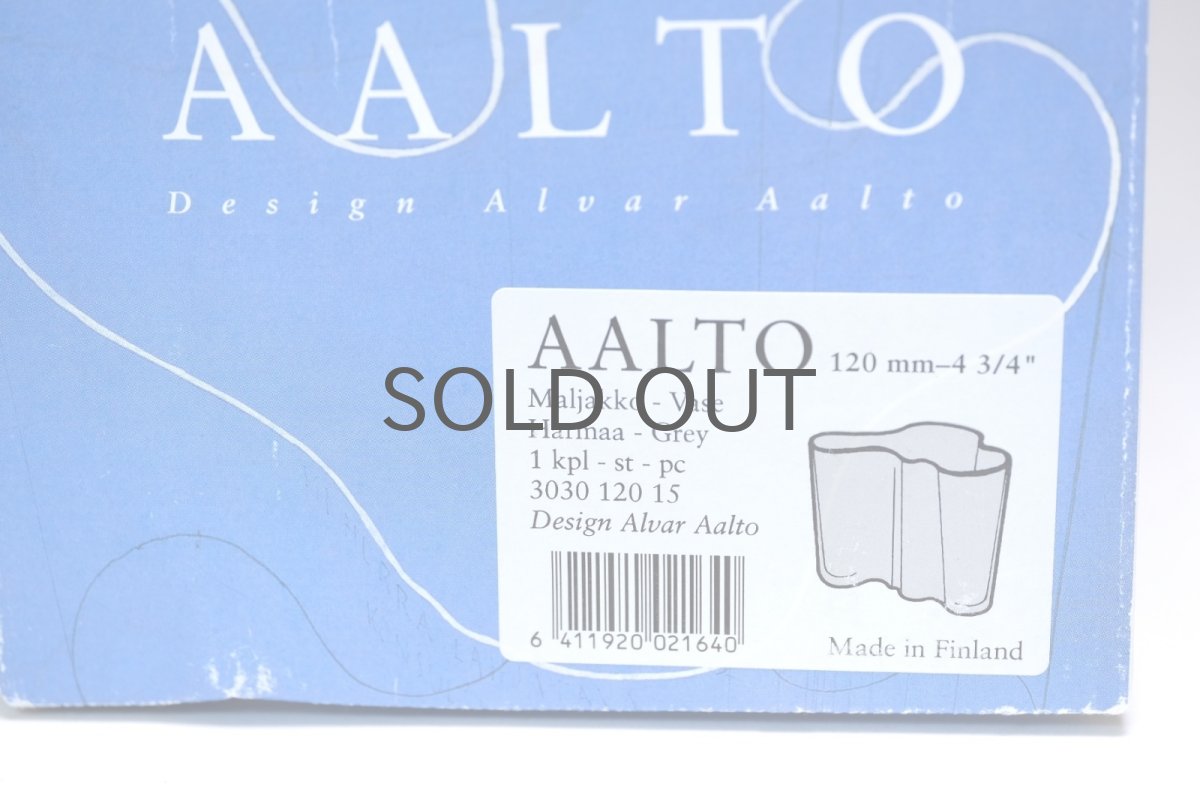 AALTO
Design Alvar Aalto
AALTO 120 mm–4 3/4"
Maljakko - Vase
SOLD OUT
Harmaa - Grey
1 kpl - st - pc
3030 120 15
Design Alvar Aalto
6 411920 021640
Made in Finland